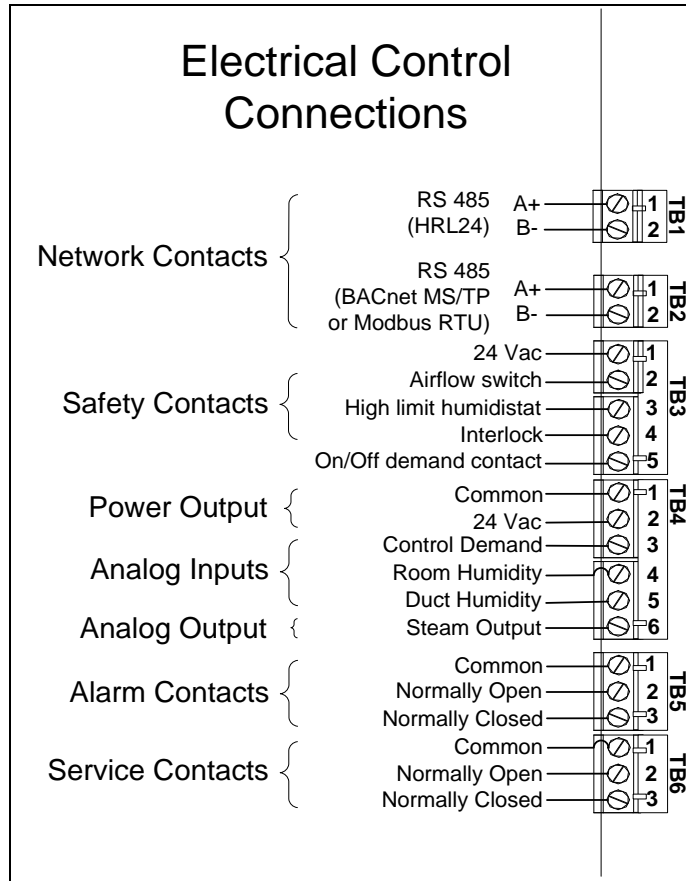 Electrical Control
Connections
Network Contacts
RS 485
(HRL24)
A+
B-
1
2
TB1
RS 485
(BACnet MS/TP
or Modbus RTU)
A+
B-
1
2
TB2
Safety Contacts
24 Vac 1
Airflow switch 2
High limit humidistat 3
Interlock 4
On/Off demand contact 5
TB3
Power Output
Common 1
24 Vac 2
Analog Inputs
Control Demand 3
Room Humidity 4
Duct Humidity 5
Analog Output
Steam Output 6
TB4
Alarm Contacts
Common 1
Normally Open 2
Normally Closed 3
TB5
Service Contacts
Common 1
Normally Open 2
Normally Closed 3
TB6